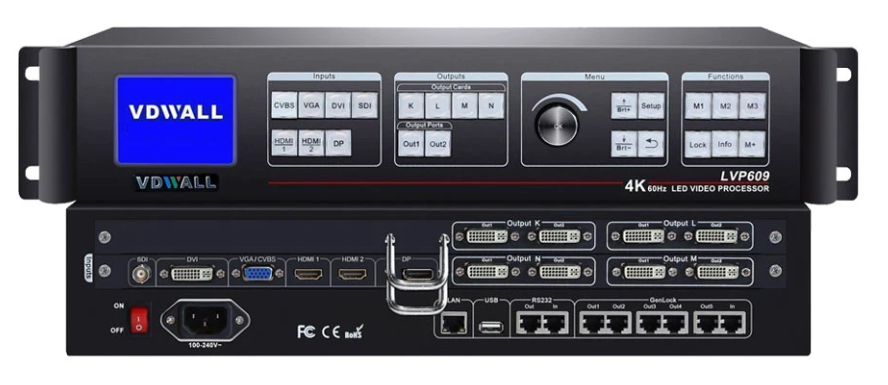 Inputs
Outputs
Menu
Functions
Output Cards
VDWALL
CVBS VGA DVI SDI
K L M N
Brt+ Setup
M1 M2 M3
Output Ports
HDMI 1 HDMI 2 DP
Out1 Out2
Brt-
Lock Info M+
VDWALL
LVP609
4K 60Hz LED VIDEO PROCESSOR
Out1 Output K Out2
Out1 Output L Out2
Inputs
SDI DVI VGA/CVBS HDMI 1 HDMI 2 DP
Out1 Output N Out2
Out1 Output M Out2
ON
OFF
I
O
100-240V~
FC CE RoHS
LAN USB RS232 GenLock
Out In Out1 Out2 Out3 Out4 Out5 In